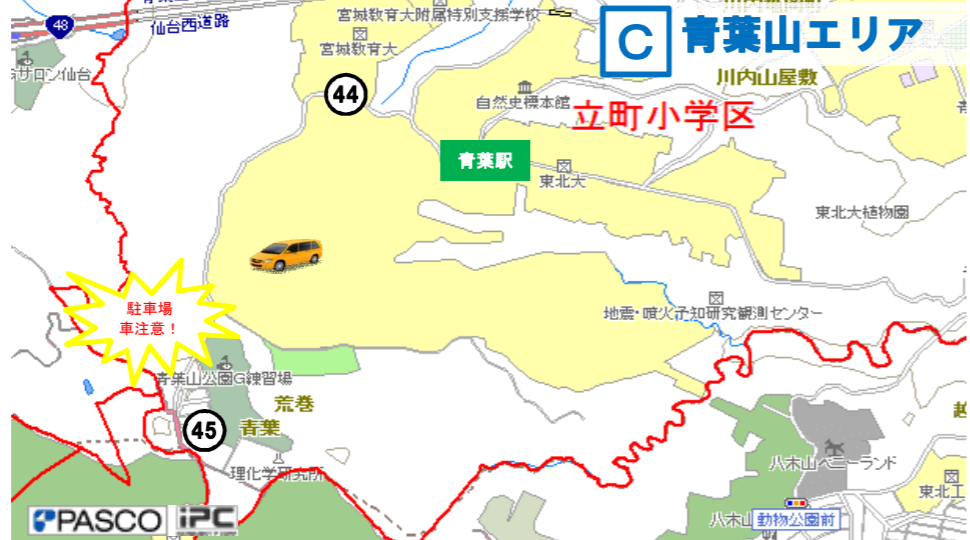 48
仙台西道路
宮城教育大附属特別支援学校
宮城教育大
C 青葉山エリア
サロン仙台
44
川内山屋敷
自然史標本館
立町小学区
青葉駅
東北大
東北大植物園
駐車場
車注意！
地震・噴火予知研究観測センター
青葉山公園G練習場
荒巻
45
青葉
理化学研究所
八木山ベニーランド
東北工
八木山
動物公園前
PASCO iPC